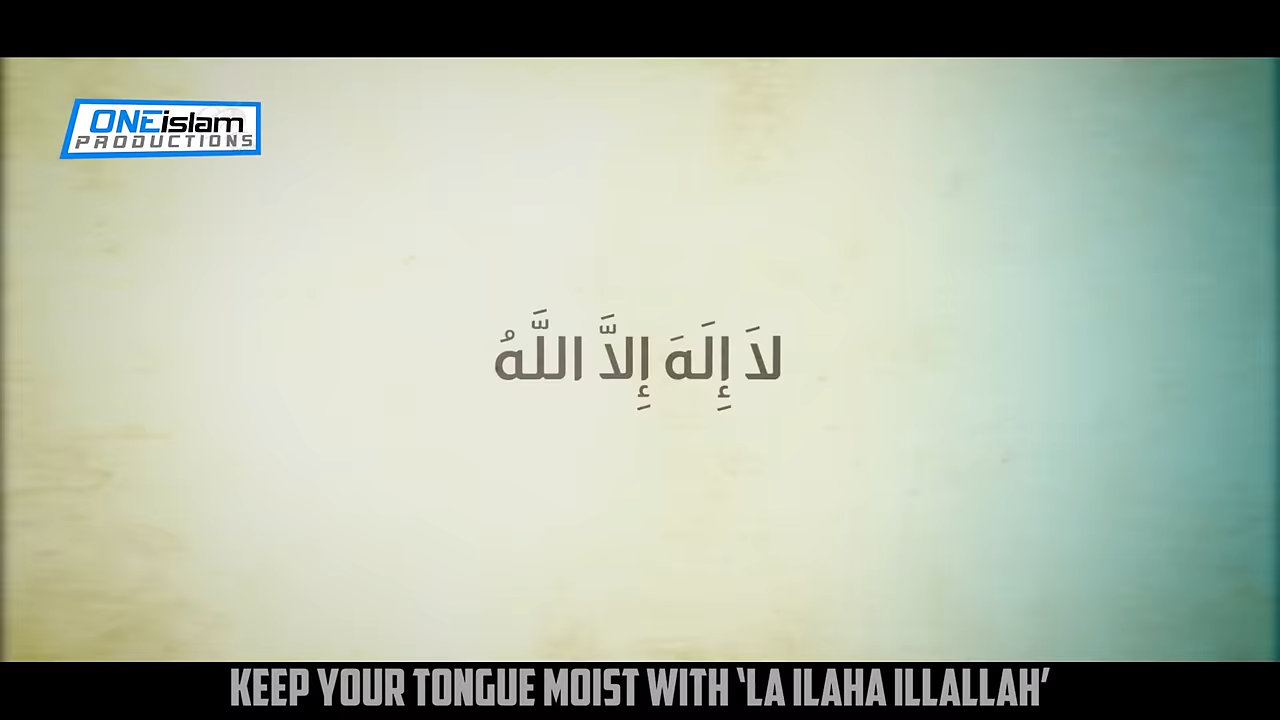 ONEislam
PRODUCTIONS
لاَ إِلَهَ إِلاَّ اللَّهُ
KEEP YOUR TONGUE MOIST WITH ‘LA ILAHA ILLALLAH’